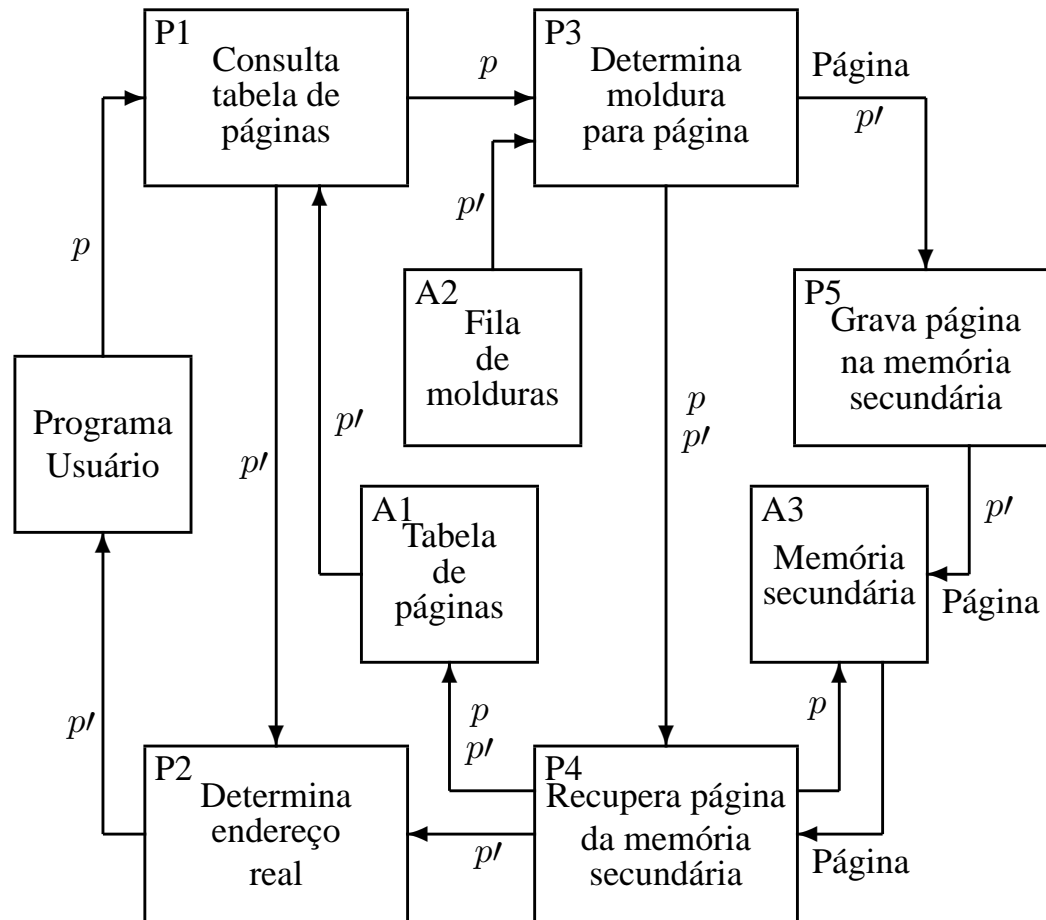 P1
Consulta
tabela de
páginas
p
P3
Determina
moldura
para página
Página
p′
p
p′
A2
Fila
de
molduras
P5
Grava página
na memória
secundária
Programa
Usuário
p′
p′
p
p′
A1
Tabela
de
páginas
A3
Memória
secundária
p′
Página
p′
p
p′
p
P2
Determina
endereço
real
p′
P4
Recupera página
da memória
secundária
Página